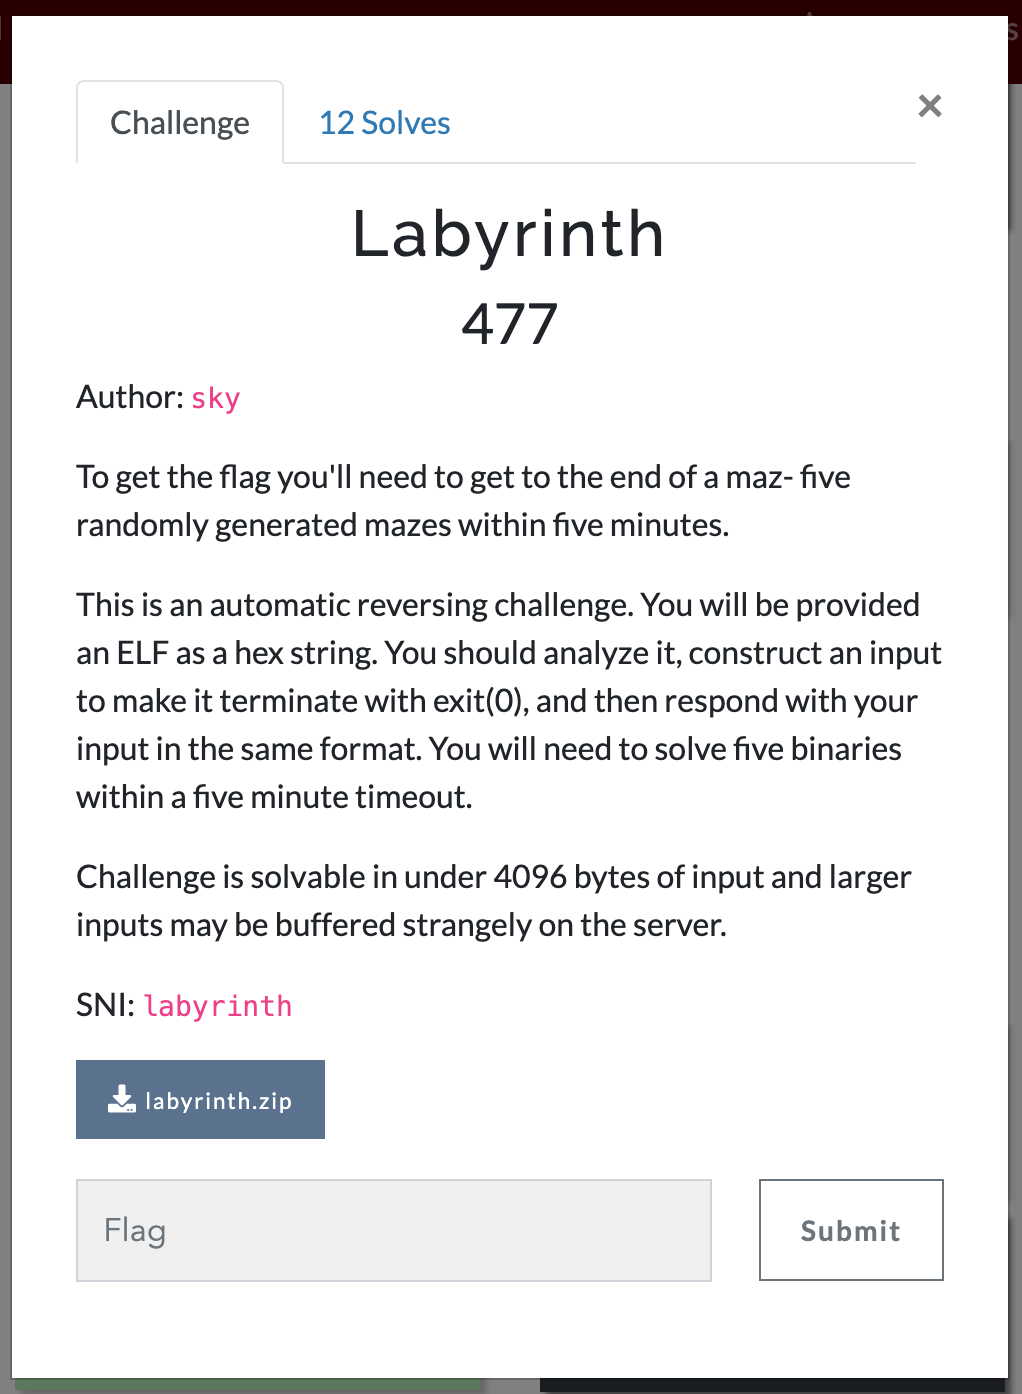 Challenge
12 Solves
×
Labyrinth
477
Author: sky
To get the flag you'll need to get to the end of a maz- five
randomly generated mazes within five minutes.
This is an automatic reversing challenge. You will be provided
an ELF as a hex string. You should analyze it, construct an input
to make it terminate with exit(0), and then respond with your
input in the same format. You will need to solve five binaries
within a five minute timeout.
Challenge is solvable in under 4096 bytes of input and larger
inputs may be buffered strangely on the server.
SNI: labyrinth
labyrinth.zip
Flag
Submit